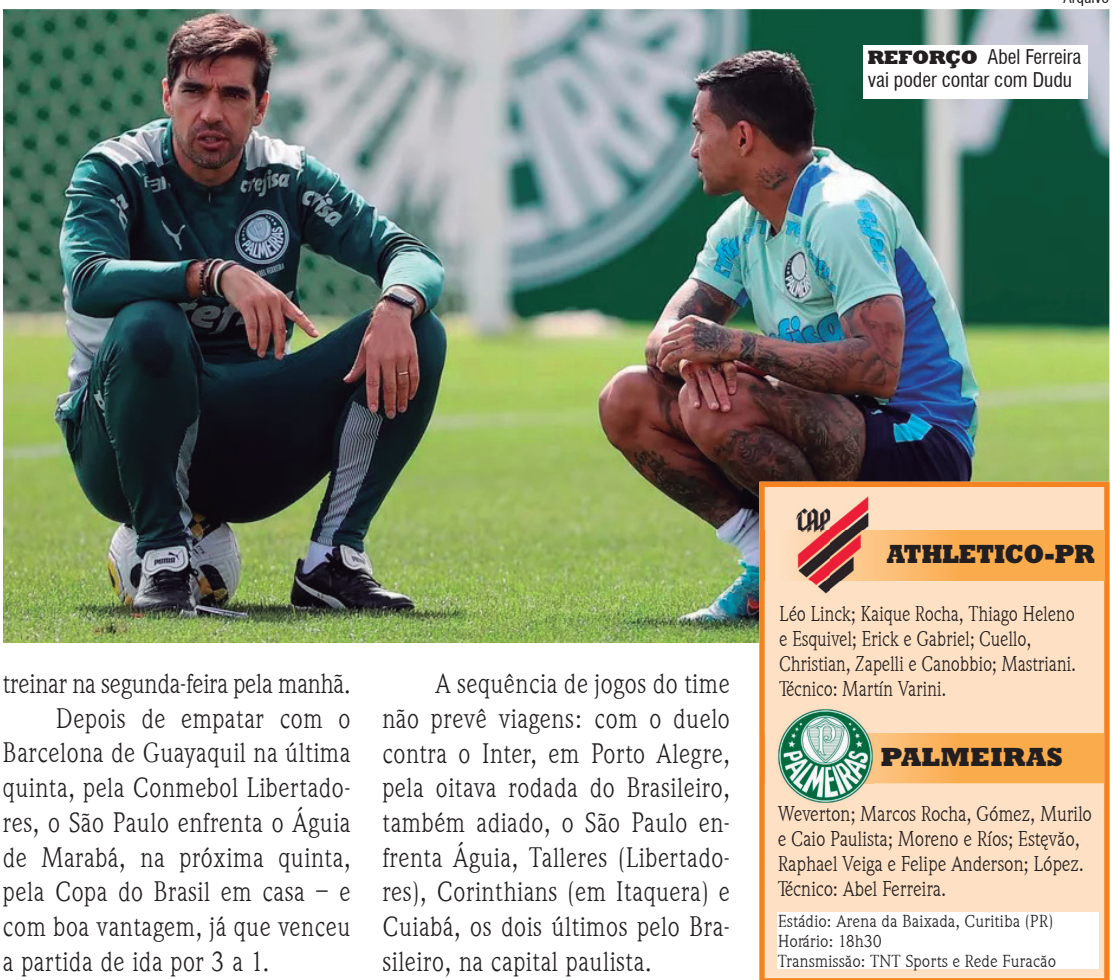 Arquivo
REFORÇO Abel Ferreira
vai poder contar com Dudu
crefisa
crefisa
PALMEIRAS
PUMA
PALMEIRAS
treinar na segunda-feira pela manhã.
Depois de empatar com o
Barcelona de Guayaquil na última
quinta, pela Conmebol Libertado-
res, o São Paulo enfrenta o Águia
de Marabá, na próxima quinta,
pela Copa do Brasil em casa – e
com boa vantagem, já que venceu
a partida de ida por 3 a 1.
A sequência de jogos do time
não prevê viagens: com o duelo
contra o Inter, em Porto Alegre,
pela oitava rodada do Brasileiro,
também adiado, o São Paulo en-
frenta Águia, Talleres (Libertado-
res), Corinthians (em Itaquera) e
Cuiabá, os dois últimos pelo Bra-
sileiro, na capital paulista.
CAP
ATHLETICO-PR
Léo Linck; Kaique Rocha, Thiago Heleno
e Esquivel; Erick e Gabriel; Cuello,
Christian, Zapelli e Canobbio; Mastriani.
Técnico: Martín Varini.
PALMEIRAS
PALMEIRAS
Weverton; Marcos Rocha, Gómez, Murilo
e Caio Paulista; Moreno e Ríos; Estêvão,
Raphael Veiga e Felipe Anderson; López.
Técnico: Abel Ferreira.
Estádio: Arena da Baixada, Curitiba (PR)
Horário: 18h30
Transmissão: TNT Sports e Rede Furacão